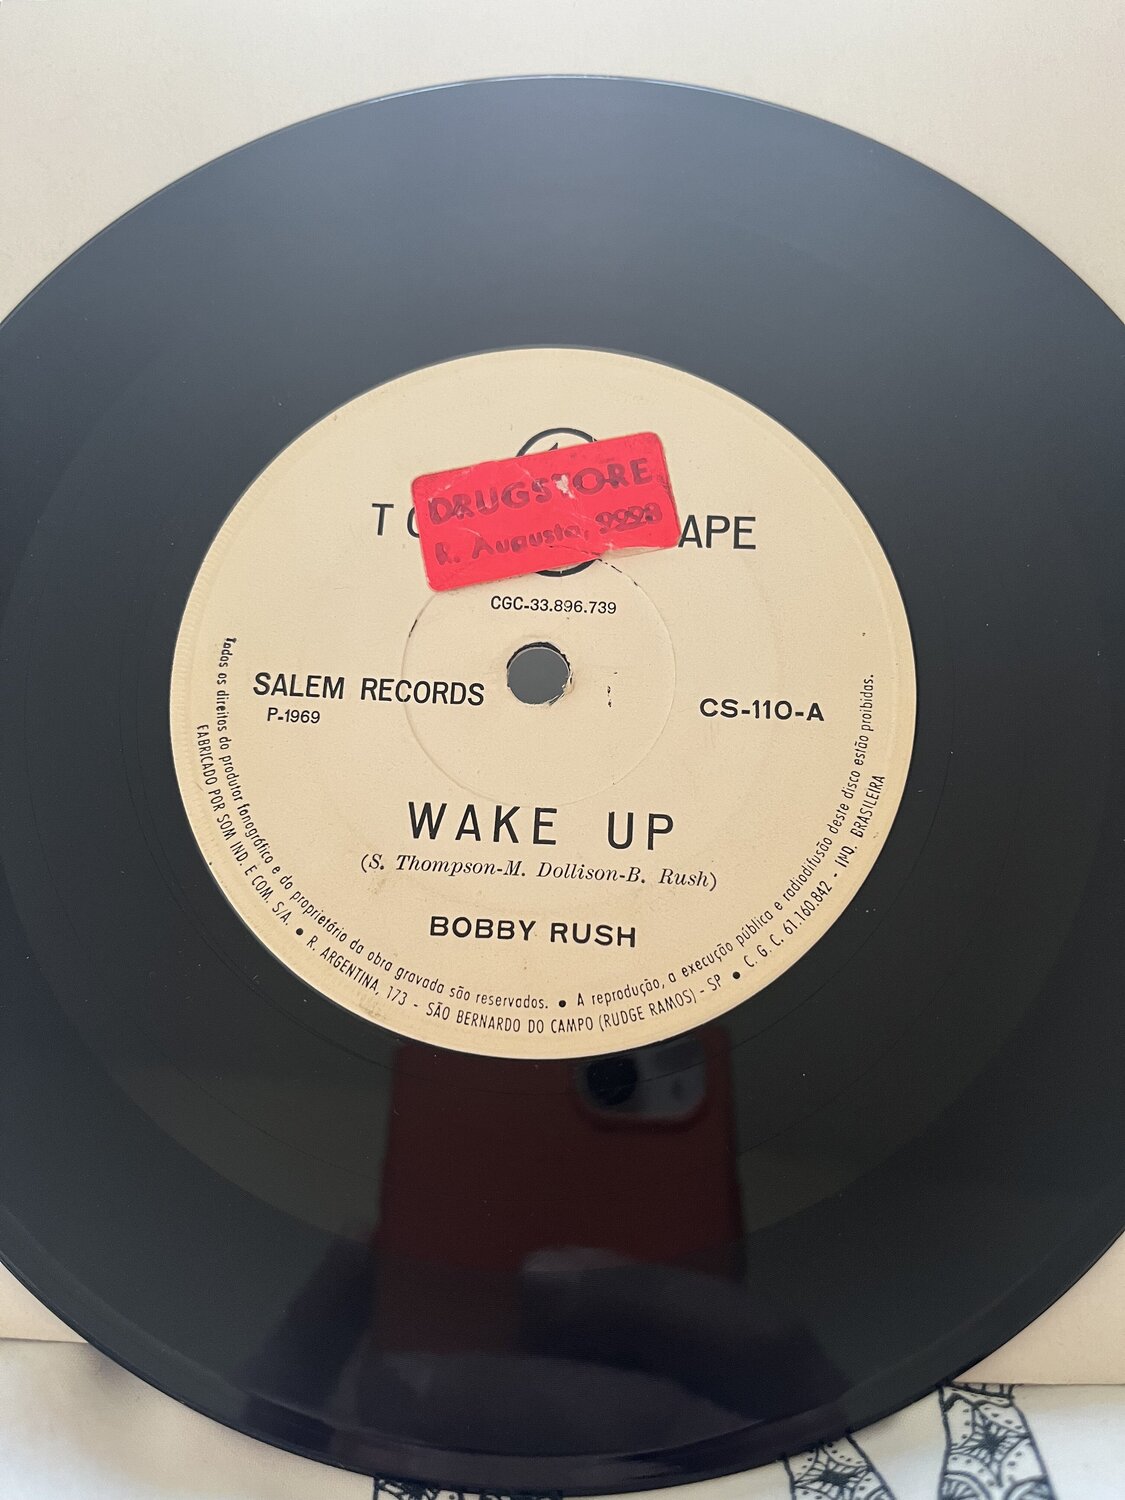 DRUGSTORE
R. Augusta,
APE
CGC-33.896.739
SALEM RECORDS
P-1969
CS-110-A
WAKE UP
(S. Thompson-M. Dollison-B. Rush)
BOBBY RUSH
Todos os direitos do produtor fonográfico e do proprietário da obra gravada são reservados. • A reprodução, a execução pública e radiodifusão deste disco estão proibidas.
FABRICADO POR SOM IND. E COM. S/A. • R. ARGENTINA, 173 - SÃO BERNARDO DO CAMPO (RUDGE RAMOS) - SP • C. G. C. 61.160.842 - IND. BRASILEIRA